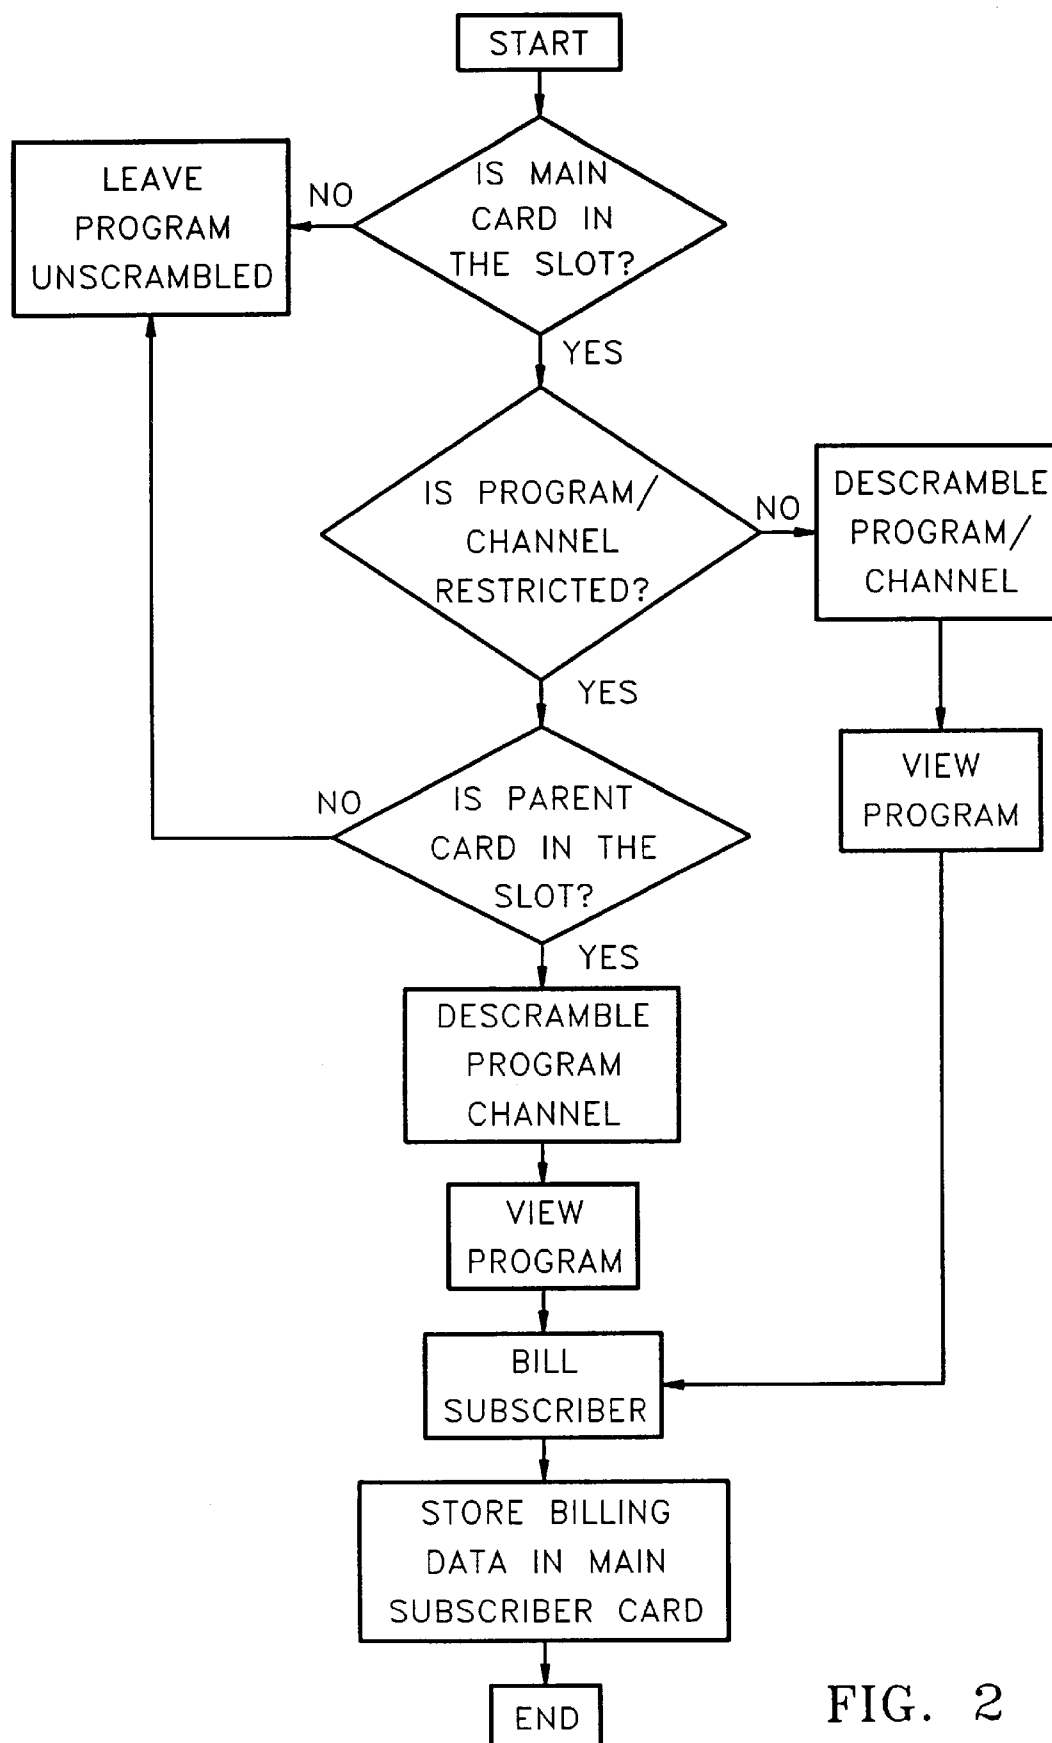 START
IS MAIN
CARD IN
THE SLOT?
NO
LEAVE
PROGRAM
UNSCRAMBLED
YES
IS PROGRAM/
CHANNEL
RESTRICTED?
NO
DESCRAMBLE
PROGRAM/
CHANNEL
VIEW
PROGRAM
YES
IS PARENT
CARD IN THE
SLOT?
NO
YES
DESCRAMBLE
PROGRAM
CHANNEL
VIEW
PROGRAM
BILL
SUBSCRIBER
STORE BILLING
DATA IN MAIN
SUBSCRIBER CARD
END
FIG. 2